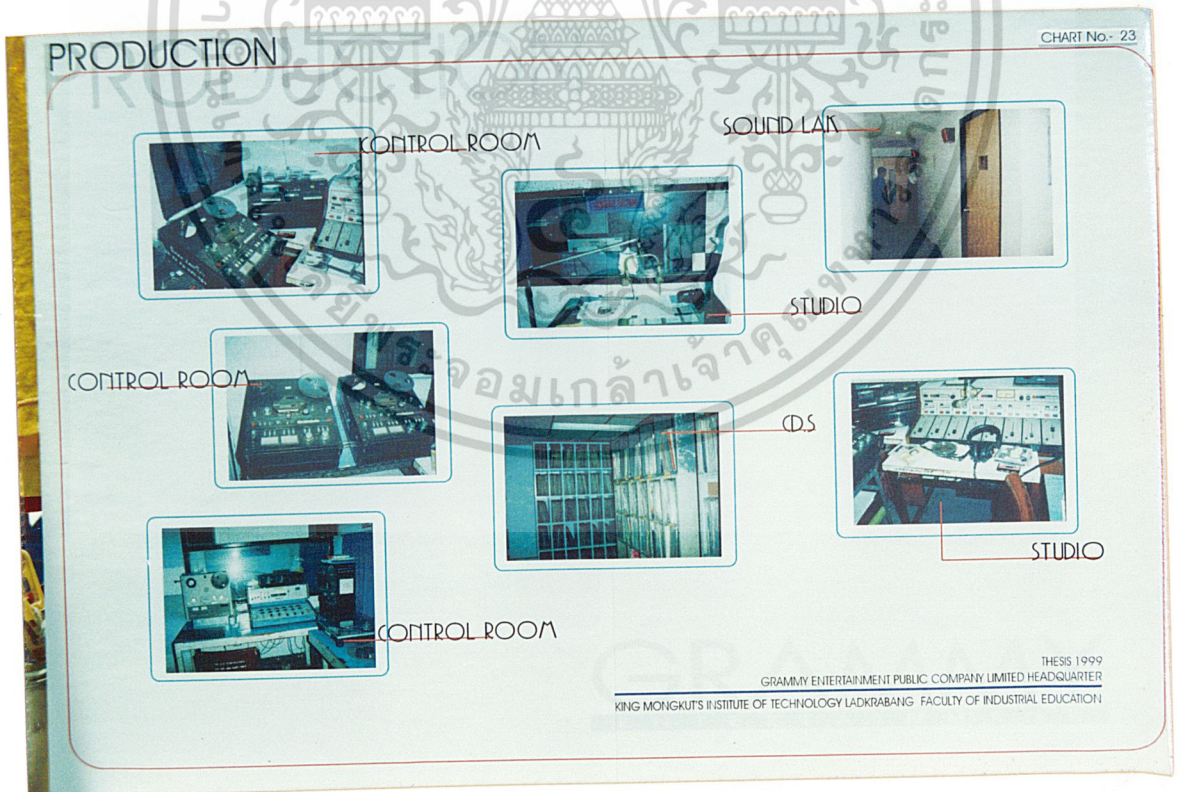 PRODUCTION
CHART No.- 23
CONTROL ROOM
SOUND LAK
STUDIO
CONTROL ROOM
CD.S
STUDIO
CONTROL ROOM
THESIS 1999
GRAMMY ENTERTAINMENT PUBLIC COMPANY LIMITED HEADQUARTER
KING MONGKUT'S INSTITUTE OF TECHNOLOGY LADKRABANG FACULTY OF INDUSTRIAL EDUCATION